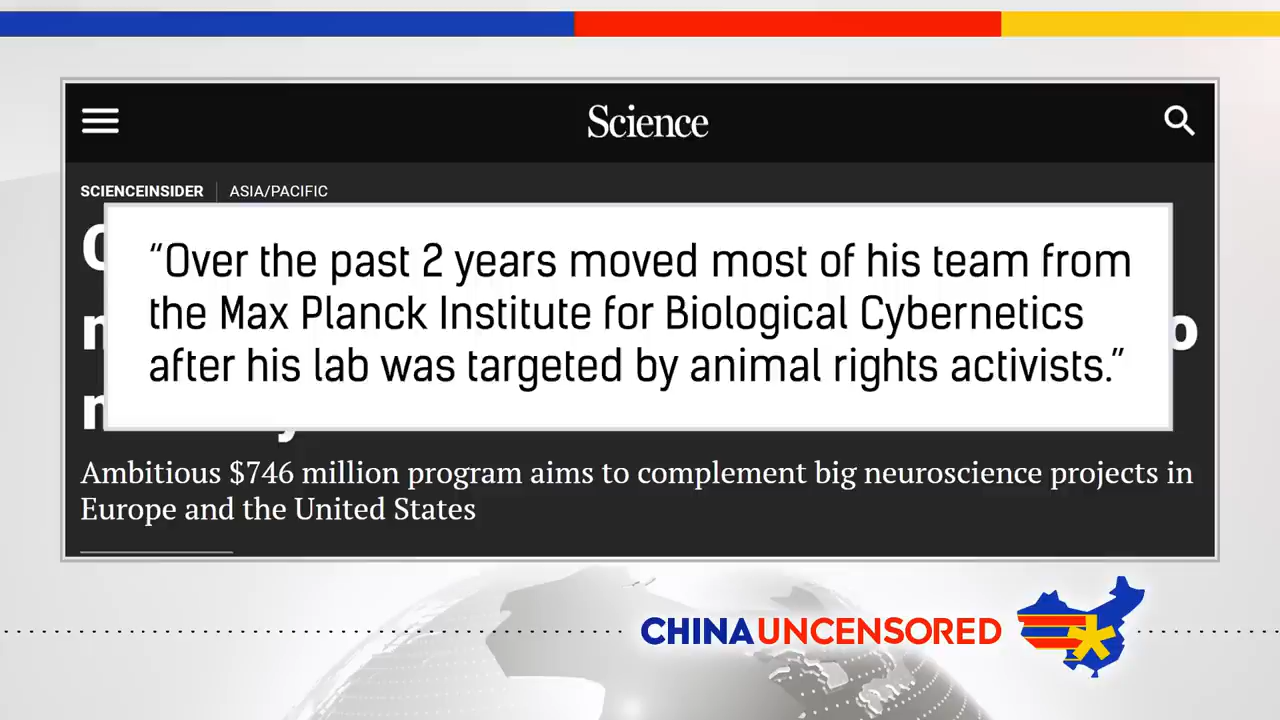 Science
SCIENCEINSIDER | ASIA/PACIFIC
“Over the past 2 years moved most of his team from
the Max Planck Institute for Biological Cybernetics
after his lab was targeted by animal rights activists.”
Ambitious $746 million program aims to complement big neuroscience projects in
Europe and the United States
CHINA UNCENSORED